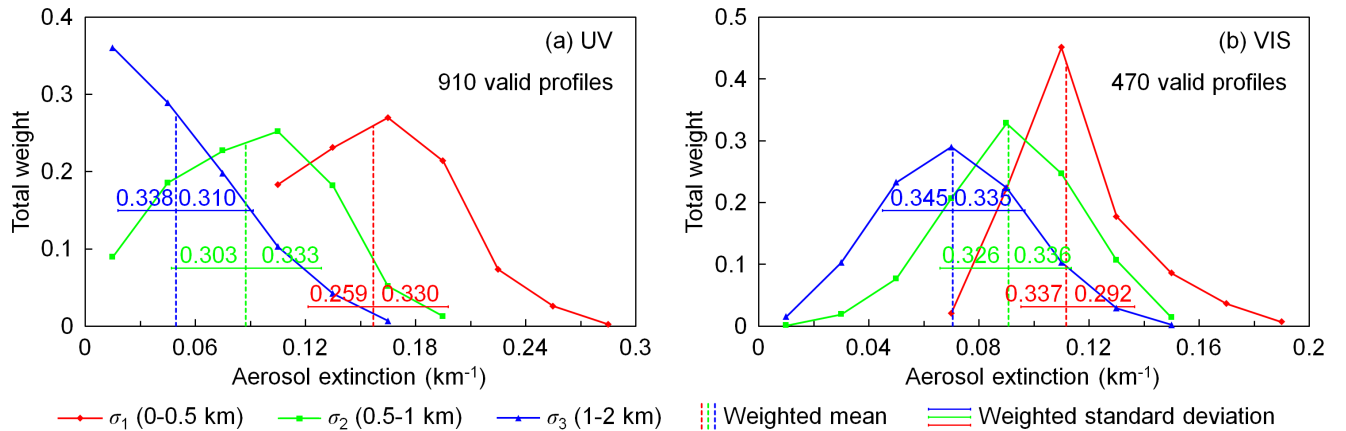 (a) UV
910 valid profiles
Total weight
0.4
0.3
0.2
0.1
0
0.338 0.310
0.303 0.333
0.259 0.330
0 0.06 0.12 0.18 0.24 0.3
Aerosol extinction (km⁻¹)
(b) VIS
470 valid profiles
Total weight
0.5
0.4
0.3
0.2
0.1
0
0.345 0.335
0.326 0.336
0.337 0.292
0 0.04 0.08 0.12 0.16 0.2
Aerosol extinction (km⁻¹)
σ₁ (0-0.5 km) σ₂ (0.5-1 km) σ₃ (1-2 km) Weighted mean Weighted standard deviation